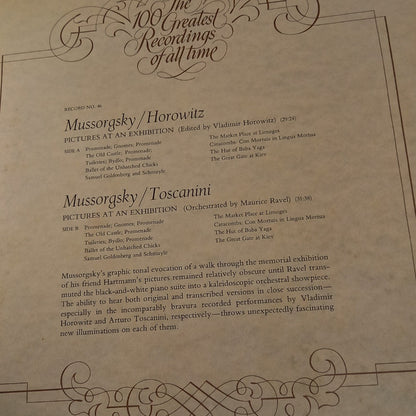 The
100
Greatest
Recordings
of all time
RECORD NO. 46
Mussorgsky/Horowitz
PICTURES AT AN EXHIBITION (Edited by Vladimir Horowitz) (29:24)
SIDE A Promenade; Gnomes; Promenade The Market Place at Limoges
The Old Castle; Promenade; Catacombs: Con Mortuis in Lingua Mortua
Tuileries; Bydlo; Promenade The Hut of Baba Yaga
Ballet of the Unhatched Chicks The Great Gate at Kiev
Samuel Goldenberg and Schmuyle
Mussorgsky/Toscanini
PICTURES AT AN EXHIBITION (Orchestrated by Maurice Ravel)
SIDE B Promenade; Gnomes; Promenade The Market Place at Limoges
The Old Castle; Promenade; Catacombs: Con Mortuis in Lingua Mortua
Tuileries; Bydlo; Promenade The Hut of Baba Yaga
Ballet of the Unhatched Chicks The Great Gate at Kiev
Samuel Goldenberg and Schmuyle
Mussorgsky's graphic tonal evocation of a walk through the memorial exhibition
of his friend Hartmann's pictures remained relatively obscure until Ravel trans-
muted the black-and-white piano suite into a kaleidoscopic orchestral showpiece.
The ability to hear both original and transcribed versions in close succession—
especially in the incomparably bravura recorded performances by Vladimir
Horowitz and Arturo Toscanini, respectively—throws unexpectedly fascinating
new illuminations on each of them.